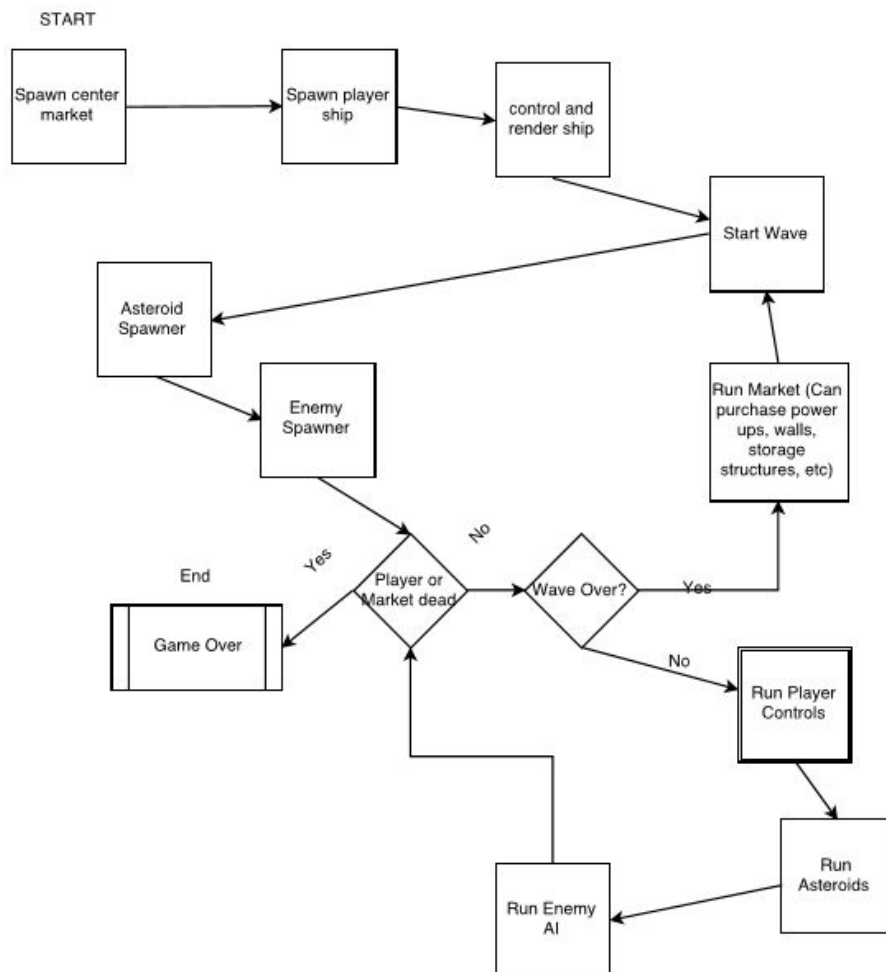 START
Spawn center
market
Spawn player
ship
control and
render ship
Start Wave
Asteroid
Spawner
Enemy
Spawner
Run Market (Can
purchase power
ups, walls,
storage
structures, etc)
Player or
Market dead
Yes
No
End
Game Over
Wave Over?
Yes
No
Run Player
Controls
Run
Asteroids
Run Enemy
AI